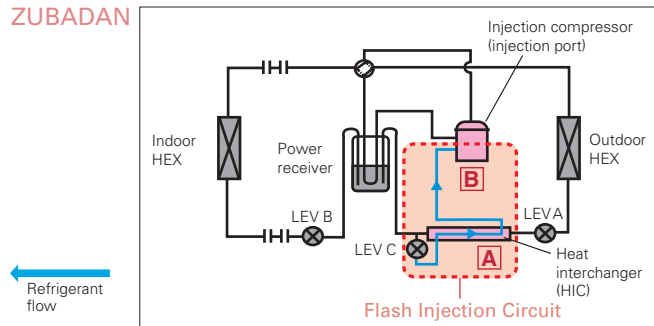 ZUBADAN
Injection compressor
(injection port)
Indoor
HEX
Power
receiver
Outdoor
HEX
B
LEV B
LEV A
LEV C
A
Heat
interchanger
(HIC)
Refrigerant
flow
Flash Injection Circuit